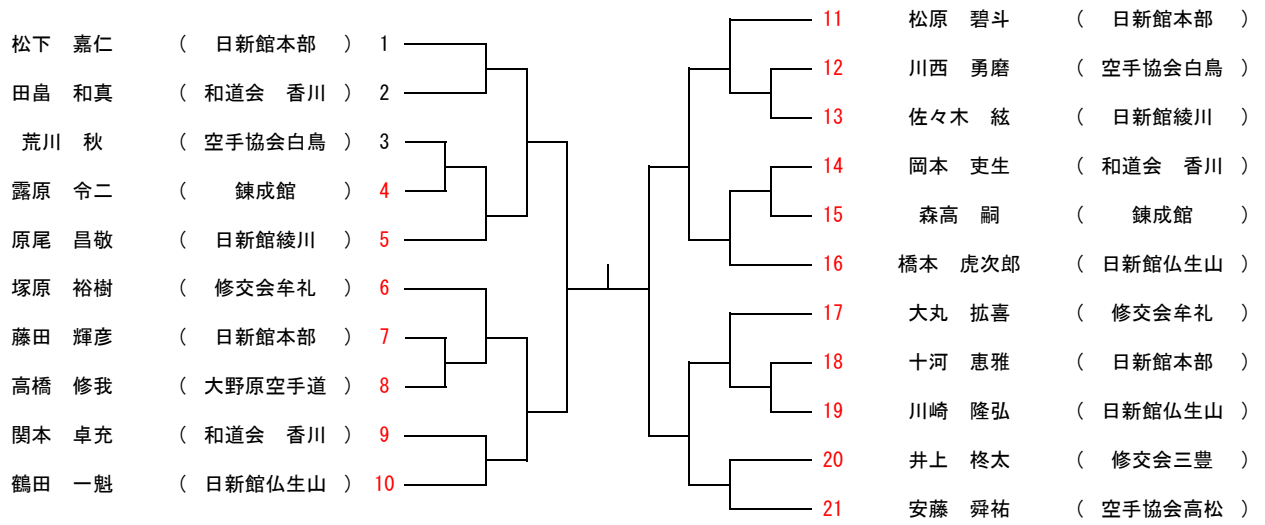 松下　嘉仁 （ 日新館本部 ） 1
田畠　和真 （ 和道会　香川 ） 2
荒川　秋 （ 空手協会白鳥 ） 3
露原　令二 （ 錬成館 ） 4
原尾　昌敬 （ 日新館綾川 ） 5
塚原　裕樹 （ 修交会牟礼 ） 6
藤田　輝彦 （ 日新館本部 ） 7
高橋　修我 （ 大野原空手道 ） 8
関本　卓充 （ 和道会　香川 ） 9
鶴田　一魁 （ 日新館仏生山 ） 10
11 松原　碧斗 （ 日新館本部 ）
12 川西　勇磨 （ 空手協会白鳥 ）
13 佐々木　絃 （ 日新館綾川 ）
14 岡本　吏生 （ 和道会　香川 ）
15 森高　嗣 （ 錬成館 ）
16 橋本　虎次郎 （ 日新館仏生山 ）
17 大丸　拡喜 （ 修交会牟礼 ）
18 十河　恵雅 （ 日新館本部 ）
19 川崎　隆弘 （ 日新館仏生山 ）
20 井上　柊太 （ 修交会三豊 ）
21 安藤　舜祐 （ 空手協会高松 ）